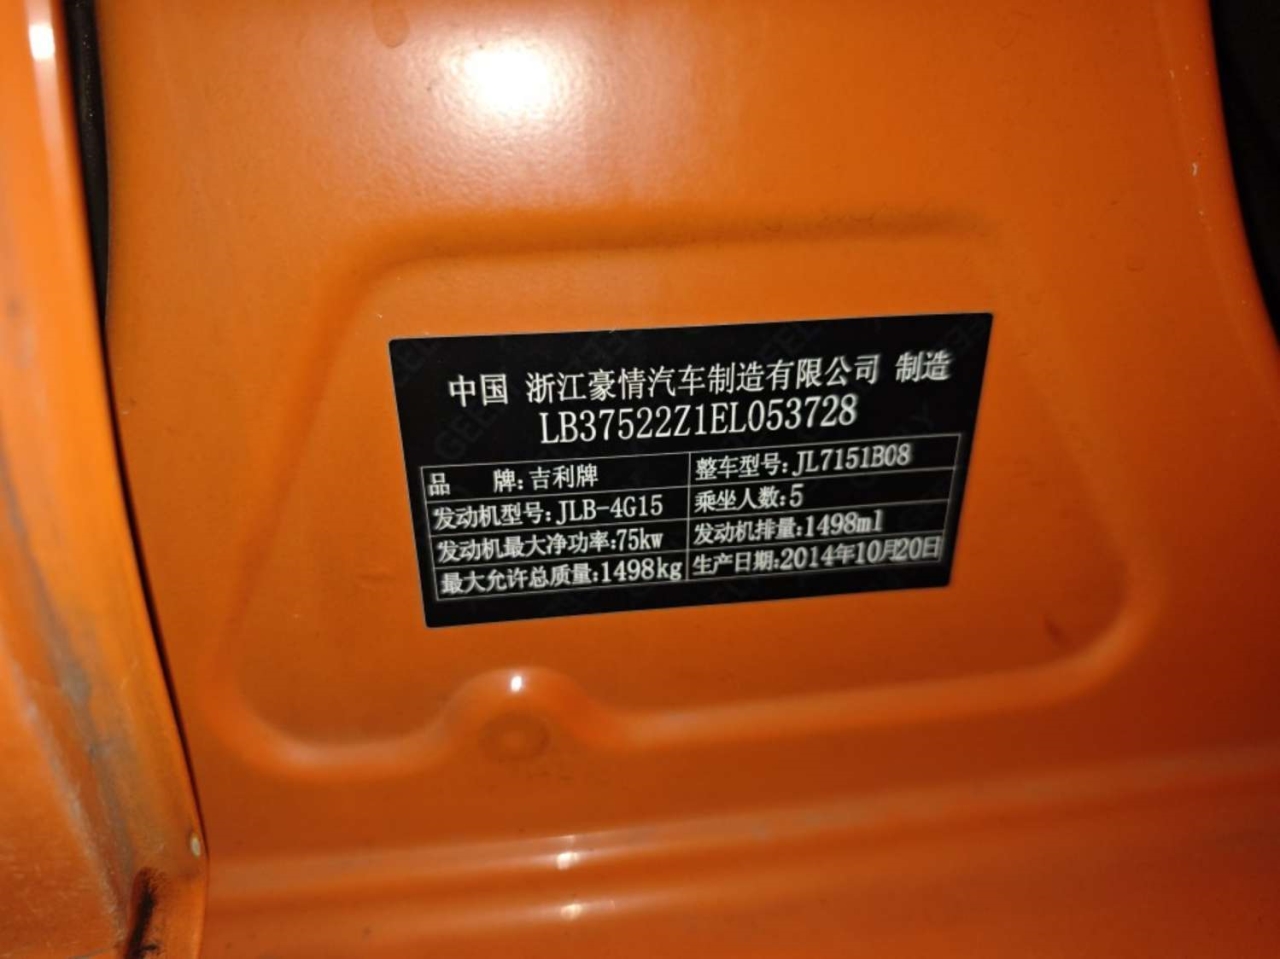 中国 浙江豪情汽车制造有限公司 制造
LB37522Z1EL053728
品 牌:吉利牌 整车型号:JL7151B08
发动机型号:JLB-4G15 乘坐人数:5
发动机最大净功率:75kw 发动机排量:1498ml
最大允许总质量:1498kg 生产日期:2014年10月20日